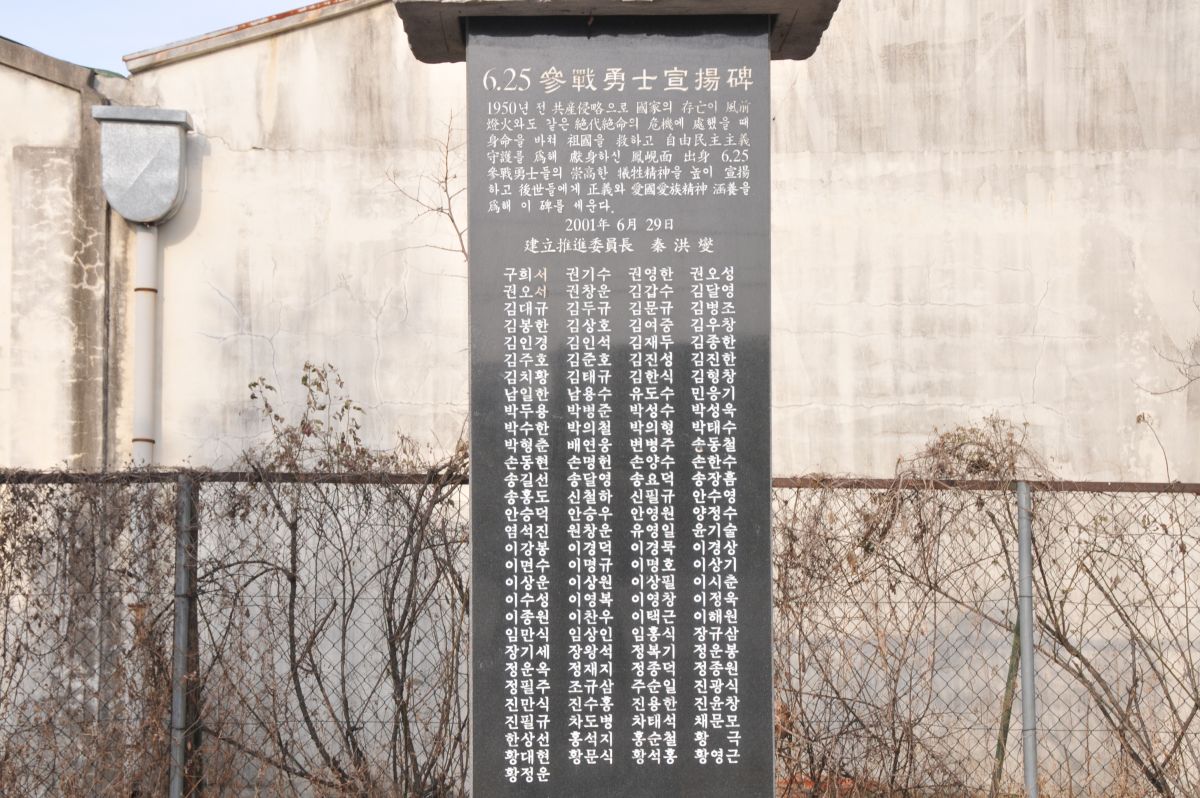 6.25 參戰勇士宣揚碑
1950년 전 共産侵略으로 國家의 存亡이 風前
燈火와도 같은 絶代絶命의 危機에 處했을 때
身命을 바쳐 祖國을 救하고 自由民主主義
守護를 爲해 獻身하신 鳳峴面 出身 6.25
參戰勇士들의 崇高한 犧牲精神을 높이 宣揚
하고 後世들에게 正義와 愛國愛族精神 涵養을
爲해 이 碑를 세운다.
2001年 6月 29日
建立推進委員長 秦洪燮
구희서 권기수 권영한 권오성
권오서 권창운 김갑수 김달영
김대규 김두규 김문규 김병조
김봉한 김상호 김여중 김우창
김인경 김인석 김재두 김종한
김주호 김준호 김진성 김진한
김치황 김태규 김한식 김형창
남일한 남용수 유도수 민응기
박두용 박병준 박성수 박성욱
박수한 박의철 박의형 박태수
박형춘 배연웅 변병주 송동철
손동현 손명헌 손양수 손한수
송길선 송달영 송요덕 송장흠
송홍도 신철하 신필규 안수영
안승덕 안승우 안영원 양정수
염석진 원창운 유영일 윤기술
이강봉 이경덕 이경묵 이경상
이면수 이명규 이명호 이상기
이상운 이상원 이상필 이시춘
이수성 이영복 이영창 이정욱
이종원 이찬우 이택근 이해원
임만식 임상인 임홍식 장규삼
장기세 장왕석 정복기 정운봉
정운옥 정재지 정종덕 정종원
정필주 조규삼 주순일 진광식
진만식 진수홍 진용한 진윤창
진필규 차도병 차태석 채문모
한상선 홍석지 홍순철 황 극
황대현 황문식 황석홍 황영근
황정운